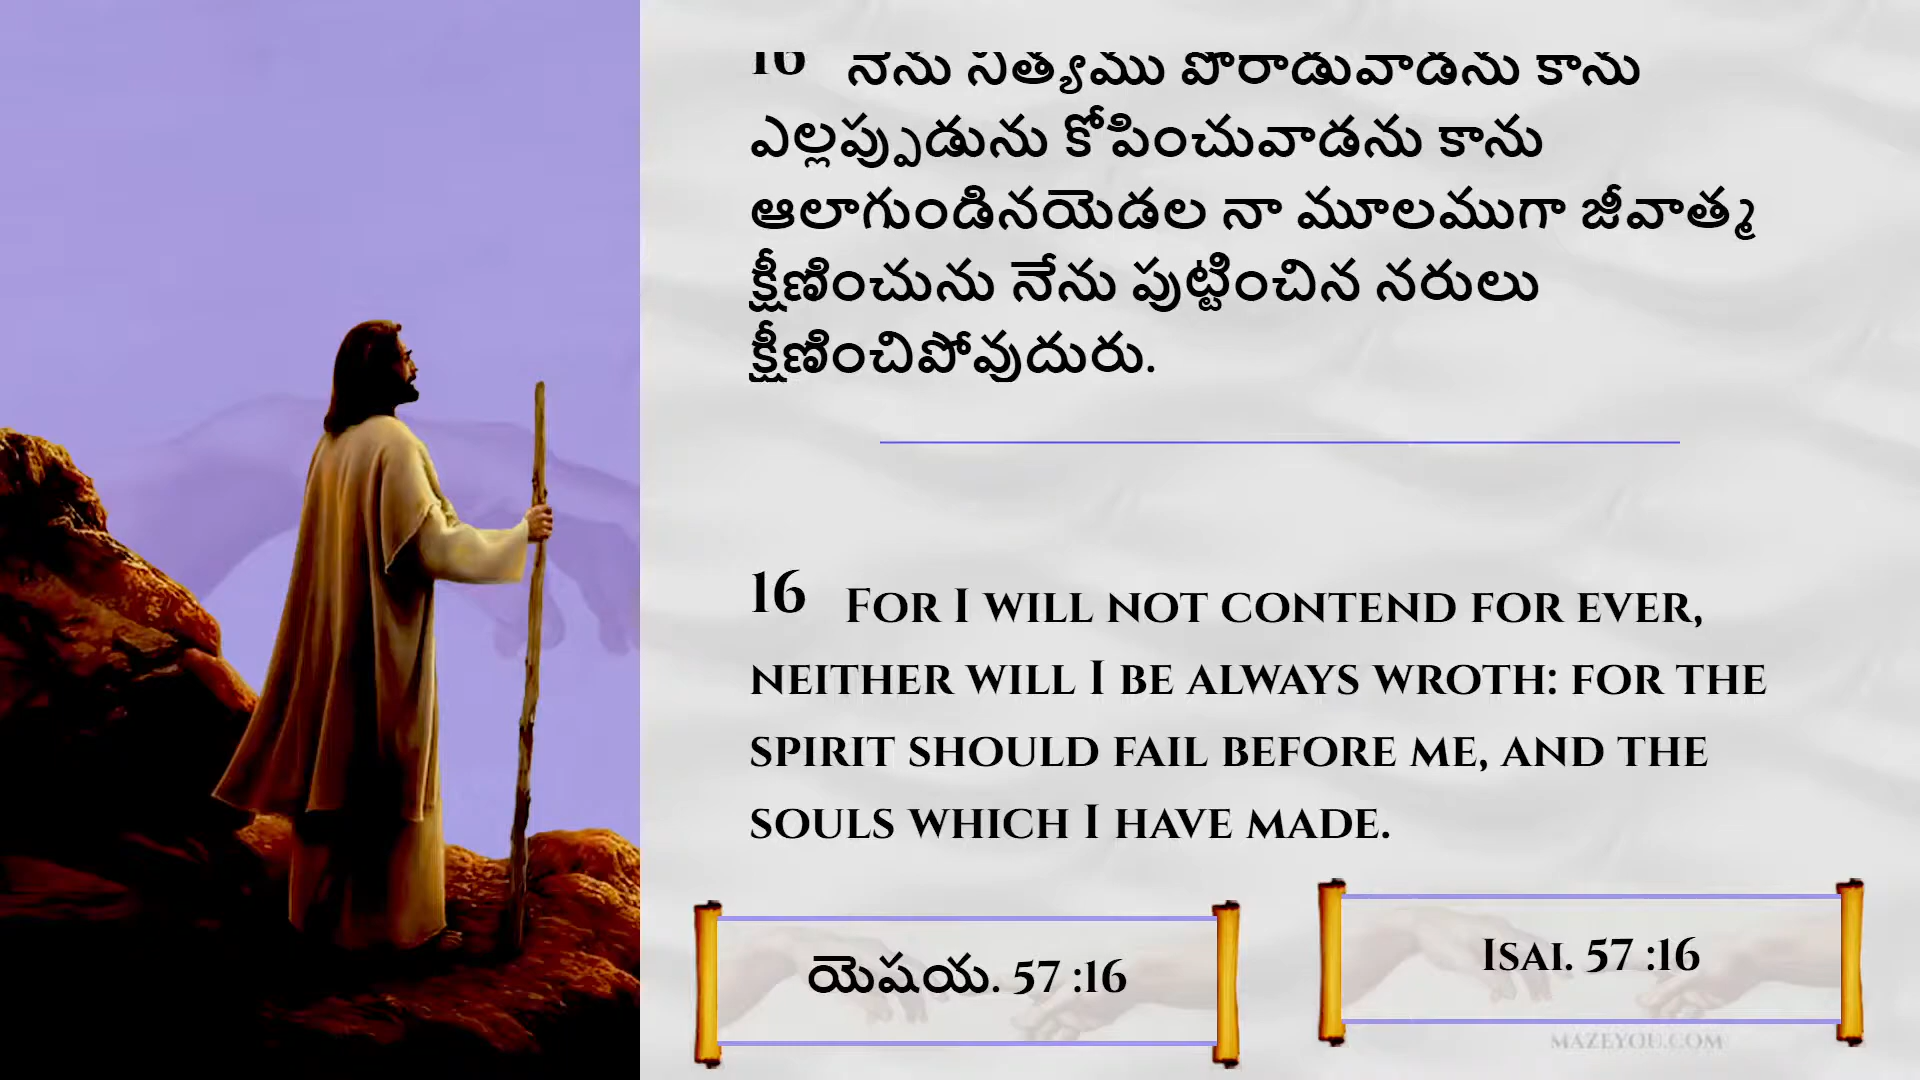 16 నేను నిత్యము పోరాడువాడను కాను
ఎల్లప్పుడును కోపించువాడను కాను
ఆలాగుండినయెడల నా మూలముగా జీవాత్మ
క్షీణించును నేను పుట్టించిన నరులు
క్షీణించిపోవుదురు.
16 For I will not contend for ever,
neither will I be always wroth: for the
spirit should fail before me, and the
souls which I have made.
యెషయ. 57 :16
Isai. 57 :16
MAZEYOU.COM